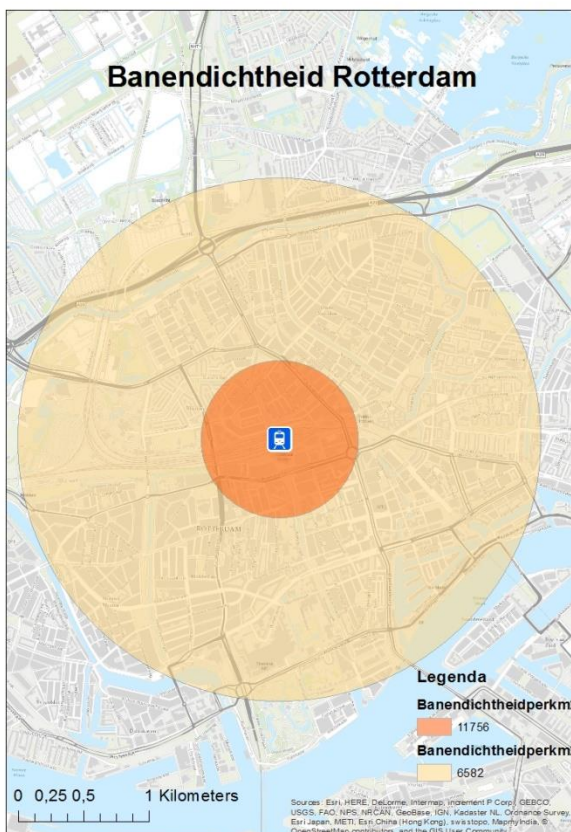 Banendichtheid Rotterdam
ROTTERDAM
Legenda
Banendichtheidperkm
11756
Banendichtheidperkm
6582
0 0,25 0,5 1 Kilometers
Sources: Esri, HERE, DeLorme, Intermap, increment P Corp., GEBCO,
USGS, FAO, NPS, NRCAN, GeoBase, IGN, Kadaster NL, Ordnance Survey,
Esri Japan, METI, Esri China (Hong Kong), swisstopo, MapmyIndia, ©
OpenStreetMap contributors, and the GIS User Community